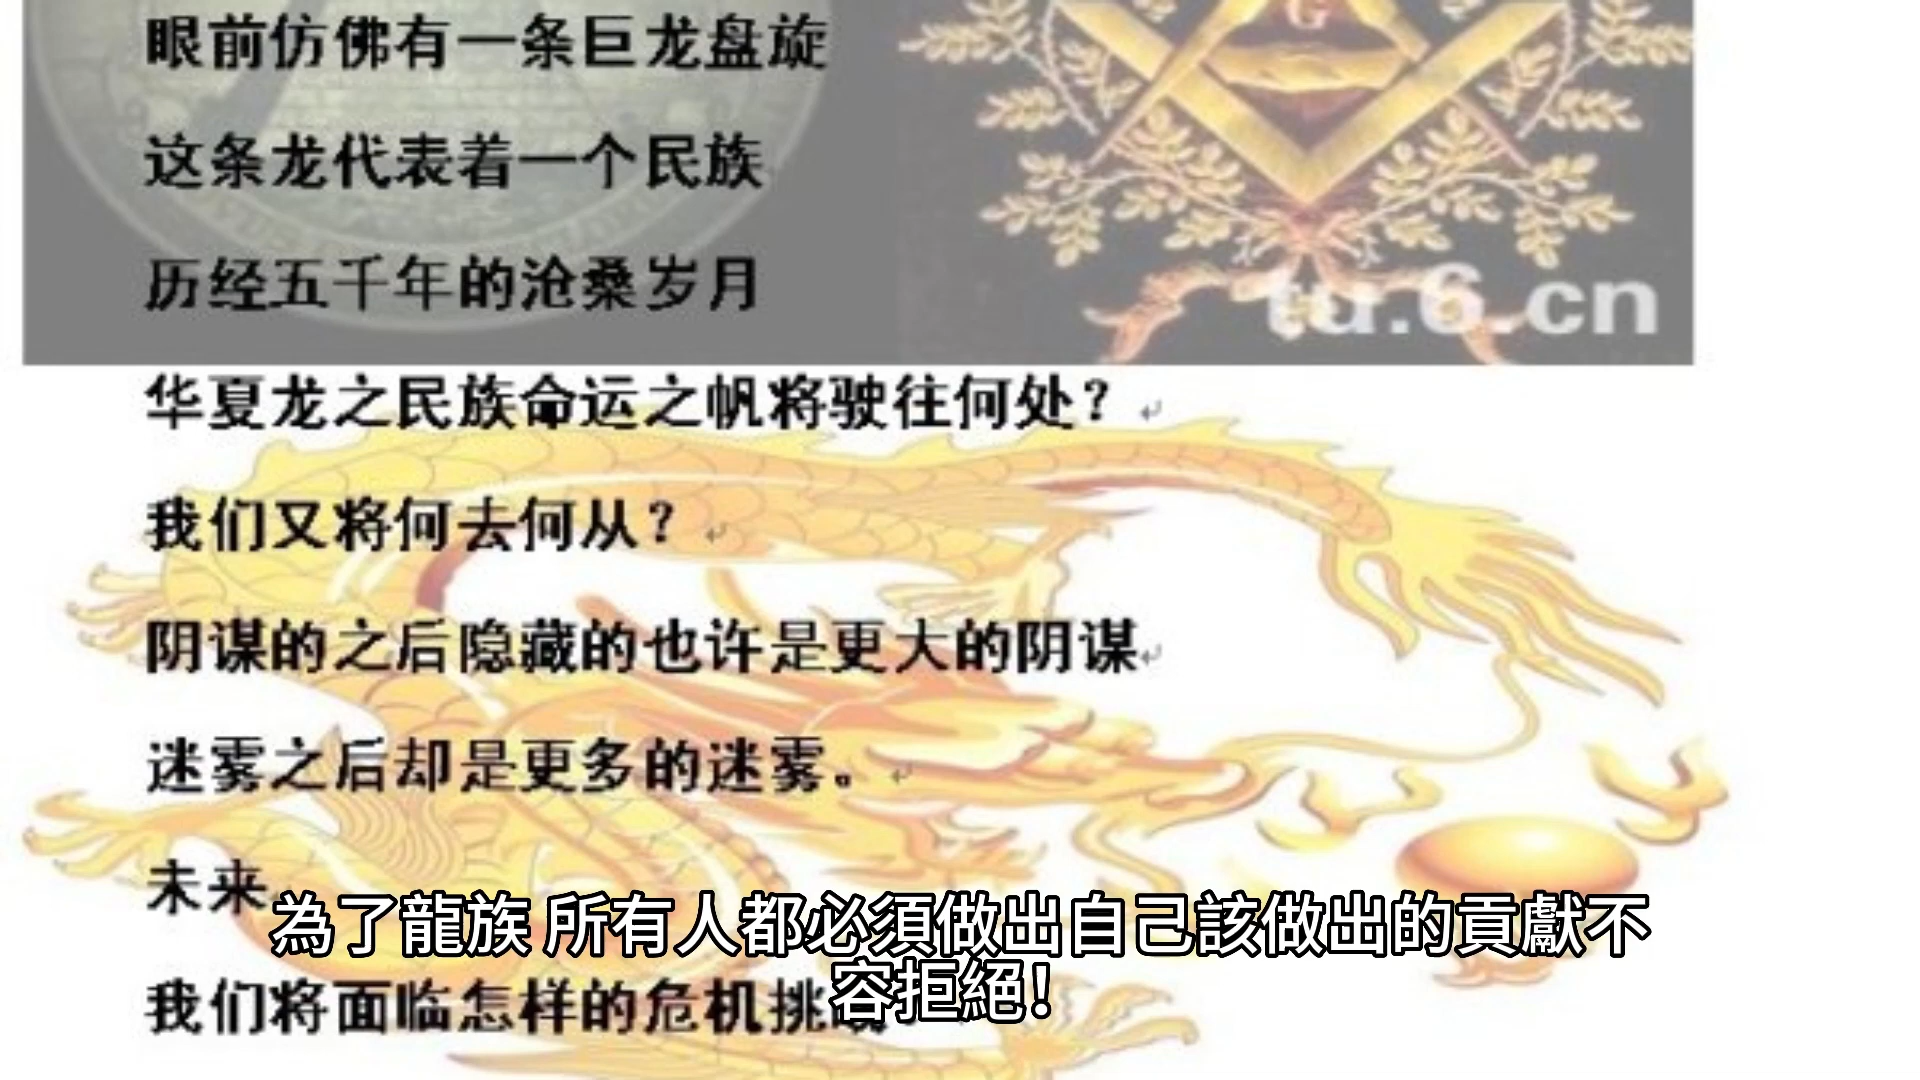 眼前仿佛有一条巨龙盘旋
G
这条龙代表着一个民族
历经五千年的沧桑岁月
tu.6.cn
华夏龙之民族命运之帆将驶往何处？
我们又将何去何从？
阴谋的之后隐藏的也许是更大的阴谋
迷雾之后却是更多的迷雾。
未来
为了龍族 所有人都必須做出自己該做出的貢獻不
容拒絕！
我们将面临怎样的危机挑